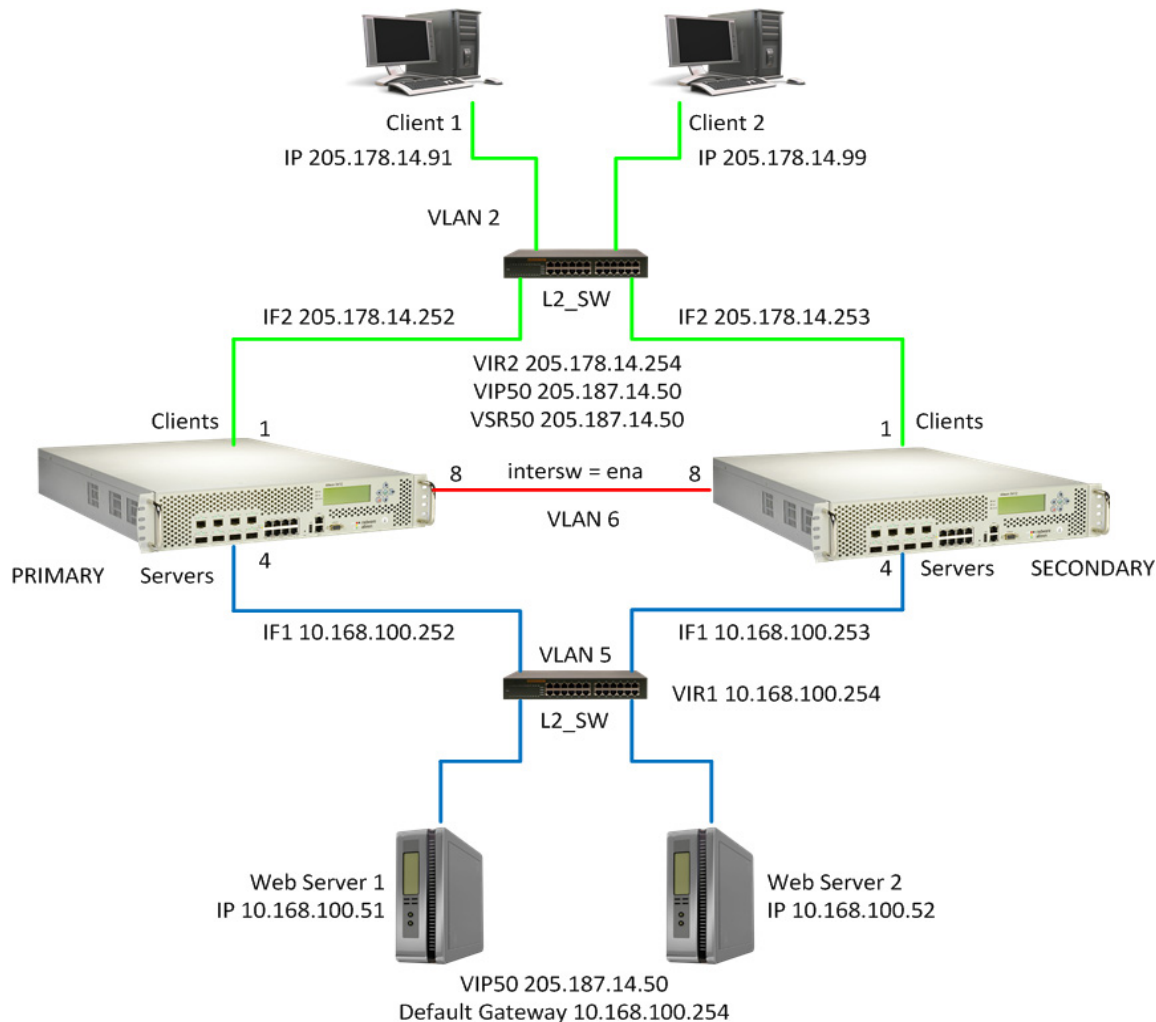 Client 1
IP 205.178.14.91
Client 2
IP 205.178.14.99
VLAN 2
L2_SW
IF2 205.178.14.252
IF2 205.178.14.253
VIR2 205.178.14.254
VIP50 205.187.14.50
VSR50 205.187.14.50
Clients
1
1
Clients
8
intersw = ena
8
VLAN 6
PRIMARY
Servers
4
4
Servers
SECONDARY
IF1 10.168.100.252
IF1 10.168.100.253
VLAN 5
L2_SW
VIR1 10.168.100.254
Web Server 1
IP 10.168.100.51
Web Server 2
IP 10.168.100.52
VIP50 205.187.14.50
Default Gateway 10.168.100.254